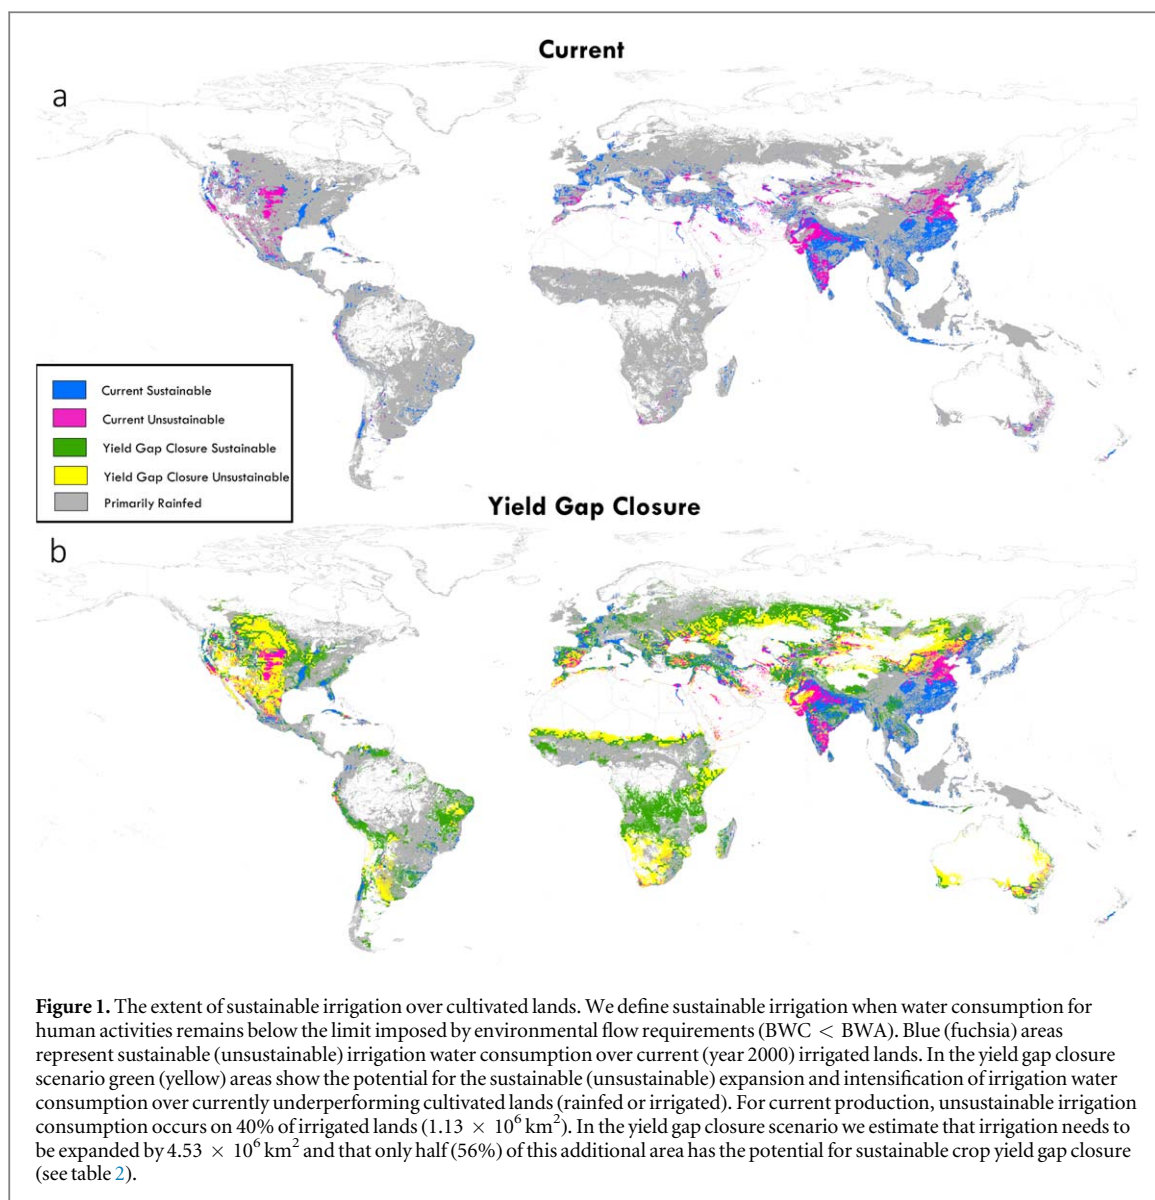 Current
a
Current Sustainable
Current Unsustainable
Yield Gap Closure Sustainable
Yield Gap Closure Unsustainable
Primarily Rainfed
Yield Gap Closure
b
Figure 1. The extent of sustainable irrigation over cultivated lands. We define sustainable irrigation when water consumption for
human activities remains below the limit imposed by environmental flow requirements (BWC < BWA). Blue (fuchsia) areas
represent sustainable (unsustainable) irrigation water consumption over current (year 2000) irrigated lands. In the yield gap closure
scenario green (yellow) areas show the potential for the sustainable (unsustainable) expansion and intensification of irrigation water
consumption over currently underperforming cultivated lands (rainfed or irrigated). For current production, unsustainable irrigation
consumption occurs on 40% of irrigated lands (1.13 × 10⁶ km²). In the yield gap closure scenario we estimate that irrigation needs to
be expanded by 4.53 × 10⁶ km² and that only half (56%) of this additional area has the potential for sustainable crop yield gap closure
(see table 2).